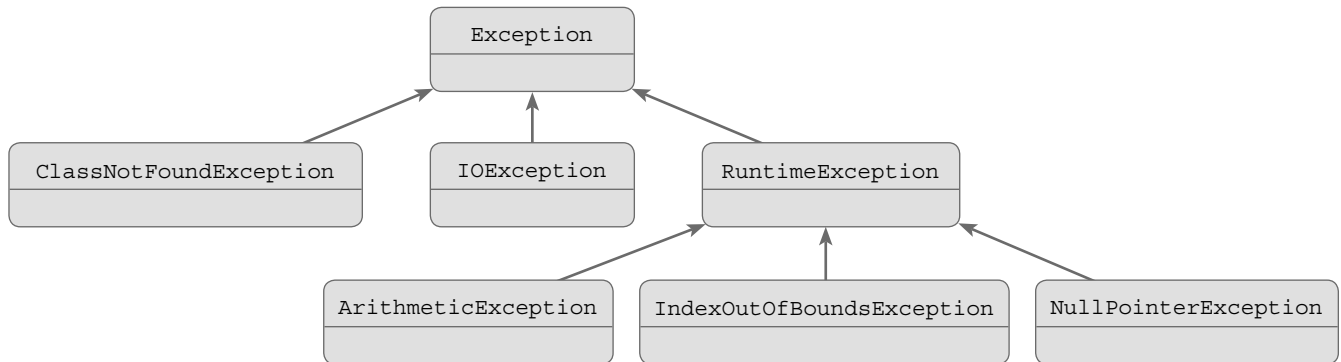 Exception
ClassNotFoundException
IOException
RuntimeException
ArithmeticException
IndexOutOfBoundsException
NullPointerException